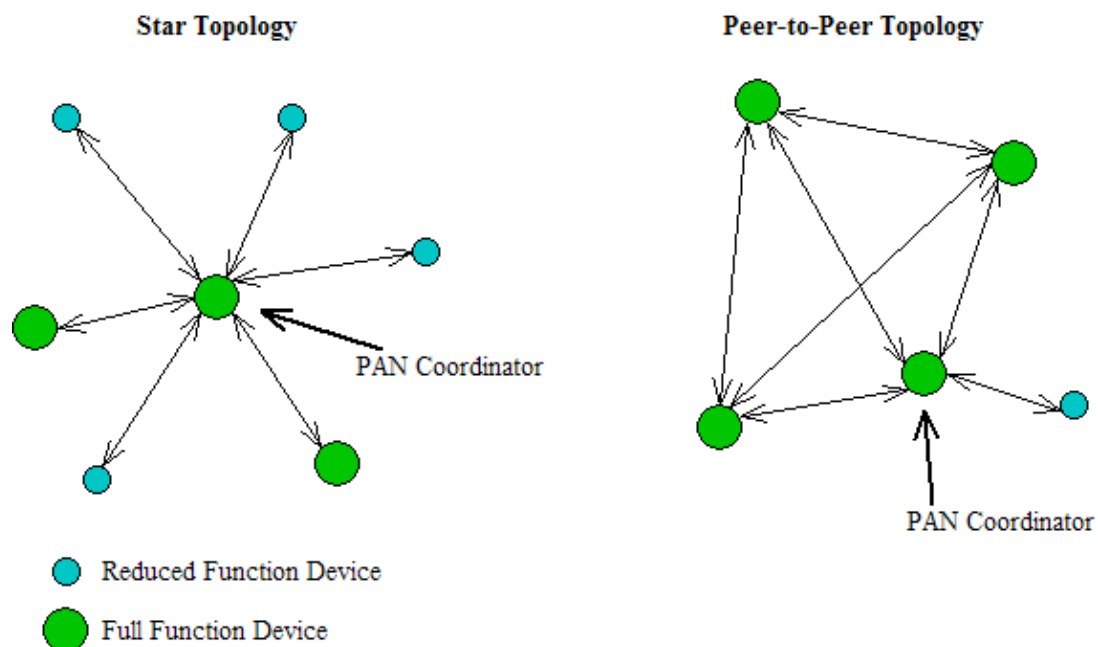 Star Topology
Peer-to-Peer Topology
PAN Coordinator
PAN Coordinator
Reduced Function Device
Full Function Device